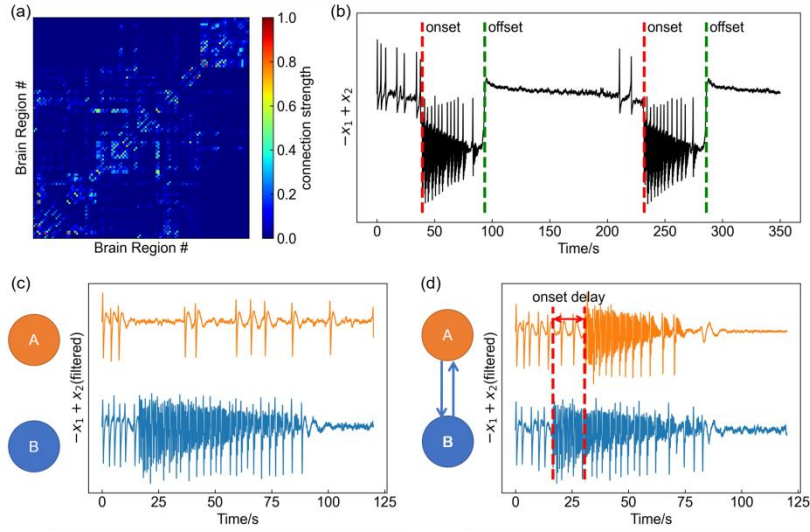 (a)
Brain Region #
Brain Region #
1.0
0.8
0.6
0.4
0.2
0.0
connection strength
(b)
onset
offset
onset
offset
−x₁ + x₂
0 50 100 150 200 250 300 350
Time/s
(c)
A
B
−x₁ + x₂(filtered)
0 25 50 75 100 120
Time/s
(d)
onset delay
A
B
−x₁ + x₂(filtered)
0 25 50 75 100 125
Time/s